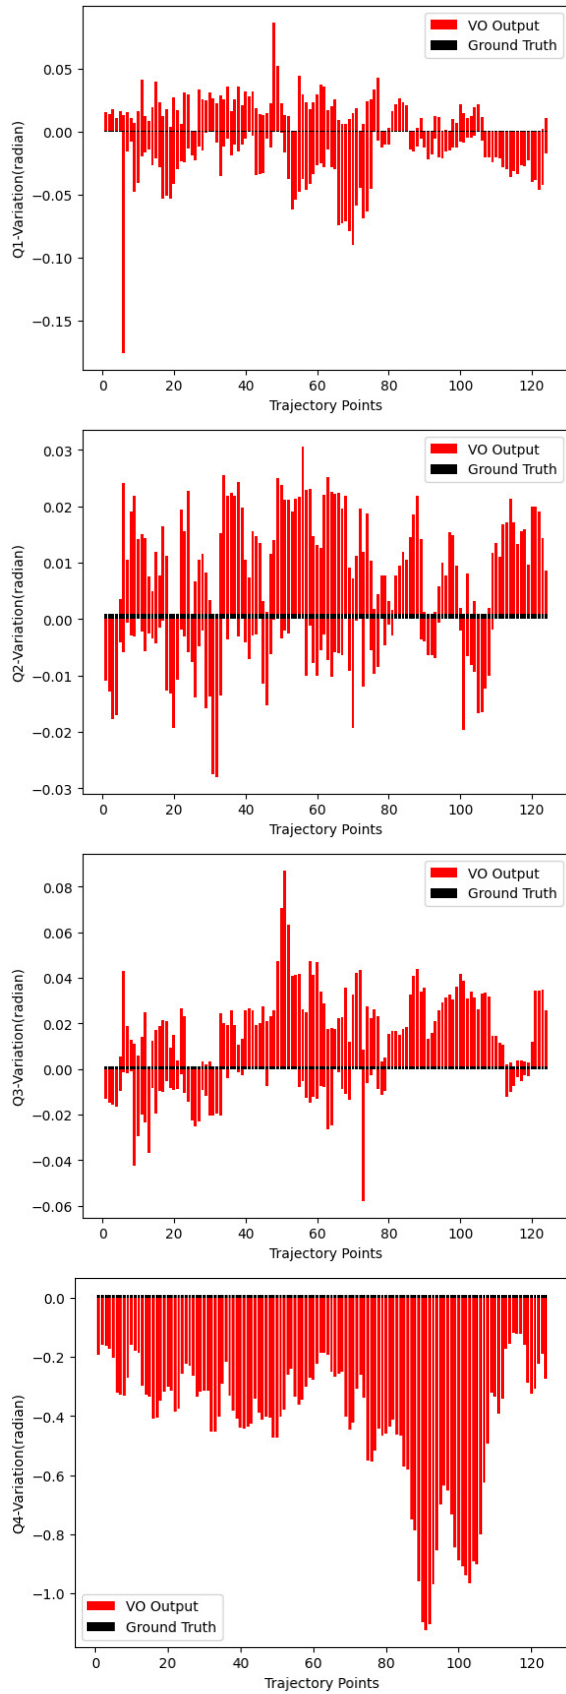 VO Output
Ground Truth
0.05
0.00
−0.05
−0.10
−0.15
Q1-Variation(radian)
0 20 40 60 80 100 120
Trajectory Points
VO Output
Ground Truth
0.03
0.02
0.01
0.00
−0.01
−0.02
−0.03
Q2-Variation(radian)
0 20 40 60 80 100 120
Trajectory Points
VO Output
Ground Truth
0.08
0.06
0.04
0.02
0.00
−0.02
−0.04
−0.06
Q3-Variation(radian)
0 20 40 60 80 100 120
Trajectory Points
0.0
−0.2
−0.4
−0.6
−0.8
−1.0
Q4-Variation(radian)
VO Output
Ground Truth
0 20 40 60 80 100 120
Trajectory Points